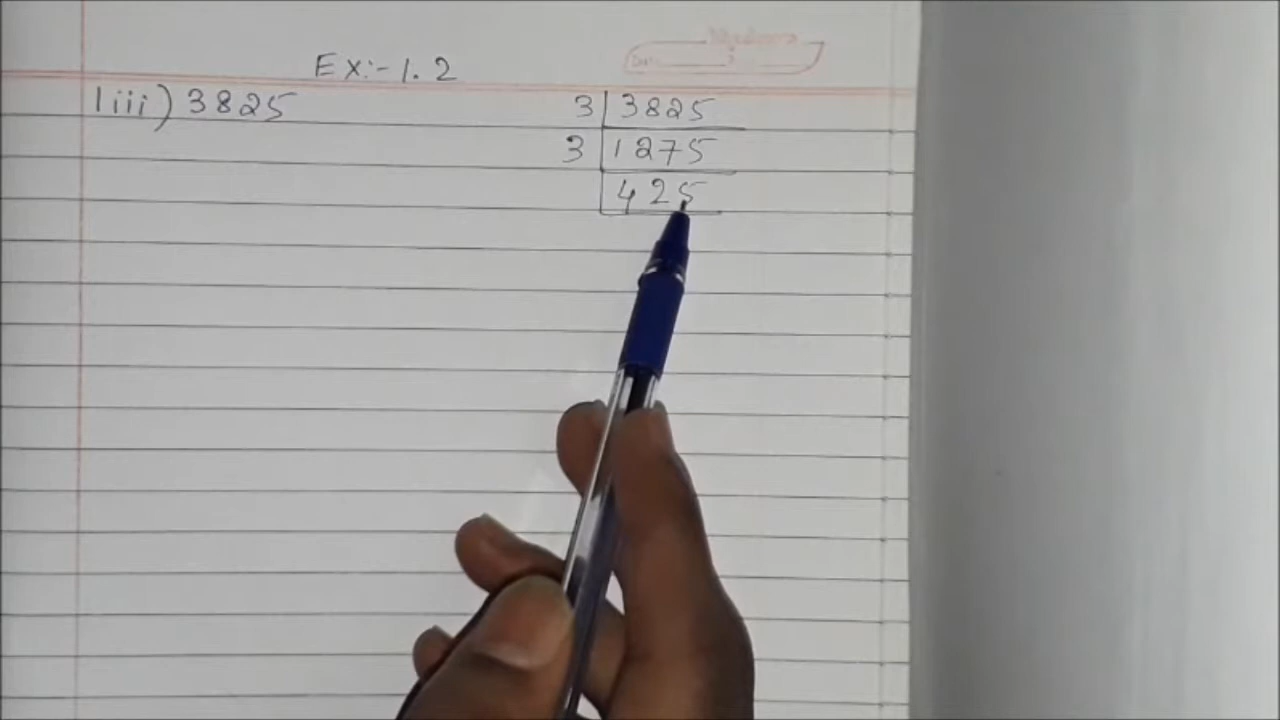 Ex:- 1.2
1iii) 3825
3 | 3825
3 | 1275
425